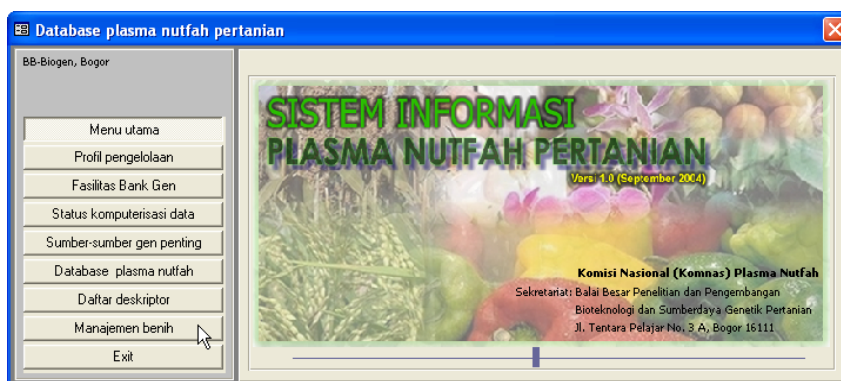 Database plasma nutfah pertanian
BB-Biogen, Bogor
Menu utama
Profil pengelolaan
Fasilitas Bank Gen
Status komputerisasi data
Sumber-sumber gen penting
Database plasma nutfah
Daftar deskriptor
Manajemen benih
Exit
SISTEM INFORMASI
PLASMA NUTFAH PERTANIAN
Versi 1.0 (September 2004)
Komisi Nasional (Komnas) Plasma Nutfah
Sekretariat: Balai Besar Penelitian dan Pengembangan
Bioteknologi dan Sumberdaya Genetik Pertanian
Jl. Tentara Pelajar No. 3 A, Bogor 16111